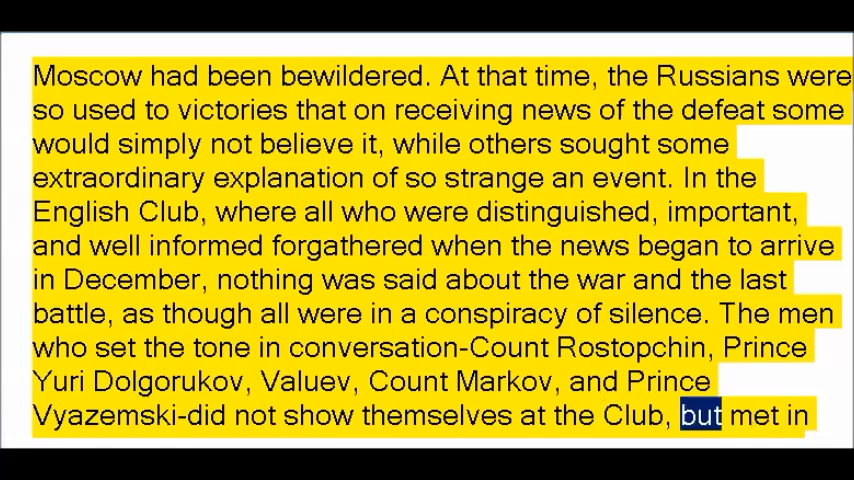 Moscow had been bewildered. At that time, the Russians were
so used to victories that on receiving news of the defeat some
would simply not believe it, while others sought some
extraordinary explanation of so strange an event. In the
English Club, where all who were distinguished, important,
and well informed forgathered when the news began to arrive
in December, nothing was said about the war and the last
battle, as though all were in a conspiracy of silence. The men
who set the tone in conversation-Count Rostopchin, Prince
Yuri Dolgorukov, Valuev, Count Markov, and Prince
Vyazemski-did not show themselves at the Club, but met in